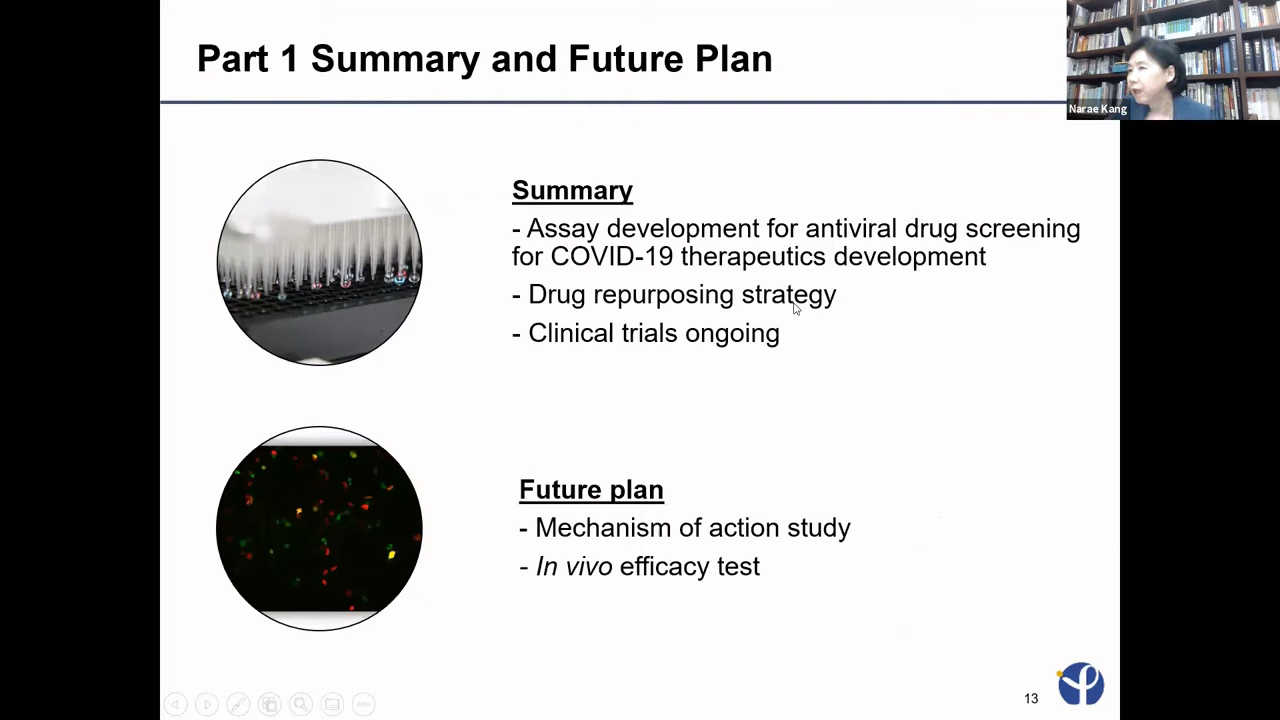 Part 1 Summary and Future Plan
Narae Kang
Summary
- Assay development for antiviral drug screening
for COVID-19 therapeutics development
- Drug repurposing strategy
- Clinical trials ongoing
Future plan
- Mechanism of action study
- In vivo efficacy test
13